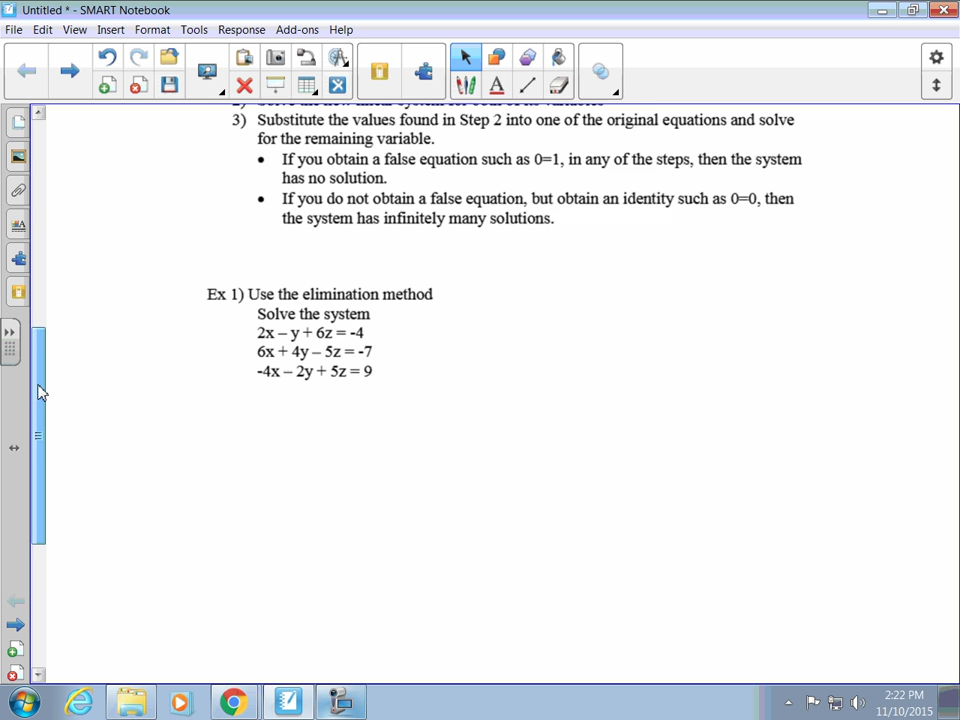 Untitled * - SMART Notebook
File Edit View Insert Format Tools Response Add-ons Help
3) Substitute the values found in Step 2 into one of the original equations and solve
for the remaining variable.
• If you obtain a false equation such as 0=1, in any of the steps, then the system
has no solution.
• If you do not obtain a false equation, but obtain an identity such as 0=0, then
the system has infinitely many solutions.
Ex 1) Use the elimination method
Solve the system
2x – y + 6z = -4
6x + 4y – 5z = -7
-4x – 2y + 5z = 9
2:22 PM
11/10/2015